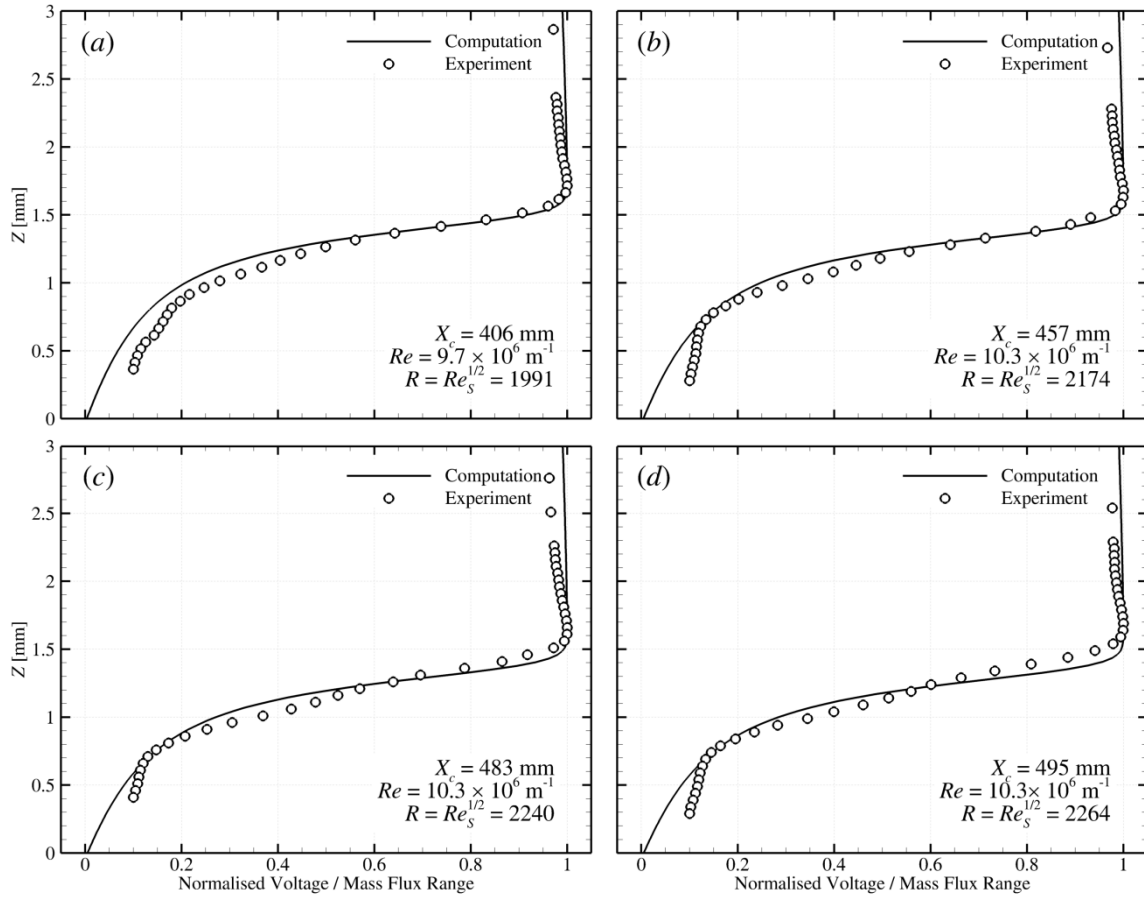 3
(a)
Computation
Experiment
2.5
2
Z [mm]
1.5
1
X_c = 406 mm
Re = 9.7 × 10^6 m^-1
0.5
R = Re_S^1/2 = 1991
0
(b)
Computation
Experiment
X_c = 457 mm
Re = 10.3 × 10^6 m^-1
R = Re_S^1/2 = 2174
3
(c)
Computation
Experiment
2.5
2
Z [mm]
1.5
1
X_c = 483 mm
0.5
Re = 10.3 × 10^6 m^-1
R = Re_S^1/2 = 2240
0
0 0.2 0.4 0.6 0.8 1
Normalised Voltage / Mass Flux Range
(d)
Computation
Experiment
X_c = 495 mm
Re = 10.3× 10^6 m^-1
R = Re_S^1/2 = 2264
0 0.2 0.4 0.6 0.8 1
Normalised Voltage / Mass Flux Range